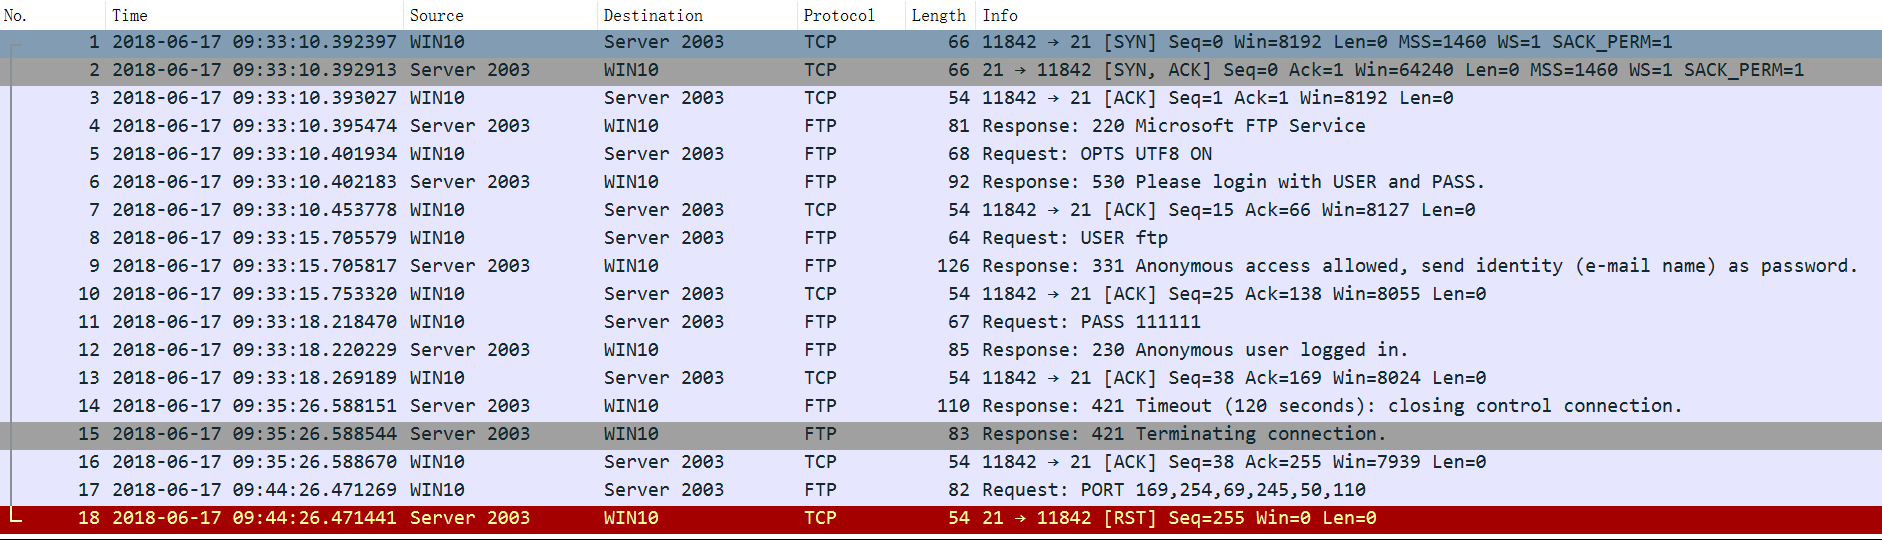 No. Time Source Destination Protocol Length Info
1 2018-06-17 09:33:10.392397 WIN10 Server 2003 TCP 66 11842 → 21 [SYN] Seq=0 Win=8192 Len=0 MSS=1460 WS=1 SACK_PERM=1
2 2018-06-17 09:33:10.392913 Server 2003 WIN10 TCP 66 21 → 11842 [SYN, ACK] Seq=0 Ack=1 Win=64240 Len=0 MSS=1460 WS=1 SACK_PERM=1
3 2018-06-17 09:33:10.393027 WIN10 Server 2003 TCP 54 11842 → 21 [ACK] Seq=1 Ack=1 Win=8192 Len=0
4 2018-06-17 09:33:10.395474 Server 2003 WIN10 FTP 81 Response: 220 Microsoft FTP Service
5 2018-06-17 09:33:10.401934 WIN10 Server 2003 FTP 68 Request: OPTS UTF8 ON
6 2018-06-17 09:33:10.402183 Server 2003 WIN10 FTP 92 Response: 530 Please login with USER and PASS.
7 2018-06-17 09:33:10.453778 WIN10 Server 2003 TCP 54 11842 → 21 [ACK] Seq=15 Ack=66 Win=8127 Len=0
8 2018-06-17 09:33:15.705579 WIN10 Server 2003 FTP 64 Request: USER ftp
9 2018-06-17 09:33:15.705817 Server 2003 WIN10 FTP 126 Response: 331 Anonymous access allowed, send identity (e-mail name) as password.
10 2018-06-17 09:33:15.753320 WIN10 Server 2003 TCP 54 11842 → 21 [ACK] Seq=25 Ack=138 Win=8055 Len=0
11 2018-06-17 09:33:18.218470 WIN10 Server 2003 FTP 67 Request: PASS 111111
12 2018-06-17 09:33:18.220229 Server 2003 WIN10 FTP 85 Response: 230 Anonymous user logged in.
13 2018-06-17 09:33:18.269189 WIN10 Server 2003 TCP 54 11842 → 21 [ACK] Seq=38 Ack=169 Win=8024 Len=0
14 2018-06-17 09:35:26.588151 Server 2003 WIN10 FTP 110 Response: 421 Timeout (120 seconds): closing control connection.
15 2018-06-17 09:35:26.588544 Server 2003 WIN10 FTP 83 Response: 421 Terminating connection.
16 2018-06-17 09:35:26.588670 WIN10 Server 2003 TCP 54 11842 → 21 [ACK] Seq=38 Ack=255 Win=7939 Len=0
17 2018-06-17 09:44:26.471269 WIN10 Server 2003 FTP 82 Request: PORT 169,254,69,245,50,110
18 2018-06-17 09:44:26.471441 Server 2003 WIN10 TCP 54 21 → 11842 [RST] Seq=255 Win=0 Len=0